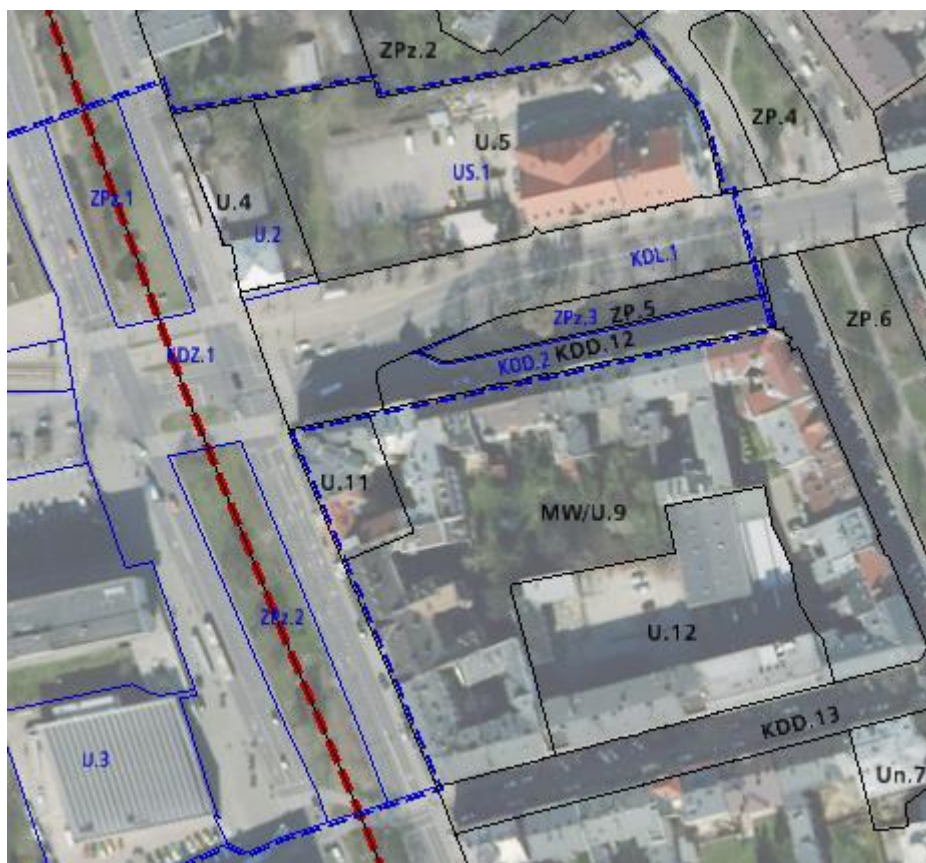 ZPz.2
U.5
ZP.4
US.1
ZPz.1
U.4
U.2
KDL.1
ZPz.3
ZP.5
ZP.6
KDZ.1
KDD.2
KDD.12
U.11
MW/U.9
ZPz.2
U.12
KDD.13
U.3
Un.7